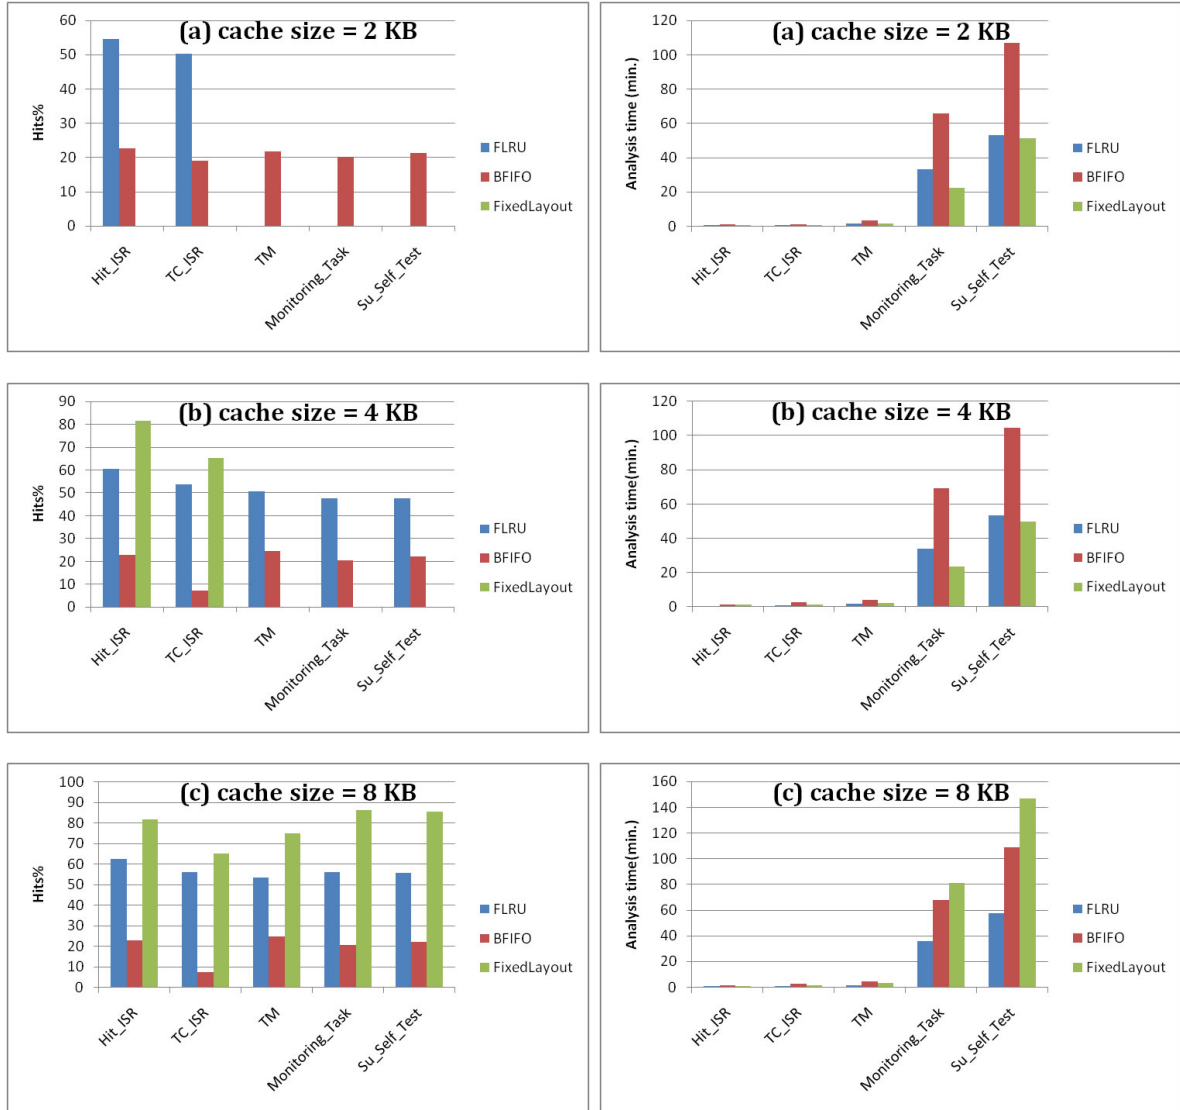 (a) cache size = 2 KB
60
50
40
30
20
10
0
Hits%
Hit_ISR
TC_ISR
TM
Monitoring_Task
Su_Self_Test
FLRU
BFIFO
FixedLayout
(a) cache size = 2 KB
120
100
80
60
40
20
0
Analysis time (min.)
Hit_ISR
TC_ISR
TM
Monitoring_Task
Su_Self_Test
FLRU
BFIFO
FixedLayout
(b) cache size = 4 KB
90
80
70
60
50
40
30
20
10
0
Hits%
Hit_ISR
TC_ISR
TM
Monitoring_Task
Su_Self_Test
FLRU
BFIFO
FixedLayout
(b) cache size = 4 KB
120
100
80
60
40
20
0
Analysis time(min.)
Hit_ISR
TC_ISR
TM
Monitoring_Task
Su_Self_Test
FLRU
BFIFO
FixedLayout
(c) cache size = 8 KB
100
90
80
70
60
50
40
30
20
10
0
Hits%
Hit_ISR
TC_ISR
TM
Monitoring_Task
Su_Self_Test
FLRU
BFIFO
FixedLayout
(c) cache size = 8 KB
160
140
120
100
80
60
40
20
0
Analysis time(min.)
Hit_ISR
TC_ISR
TM
Monitoring_Task
Su_Self_Test
FLRU
BFIFO
FixedLayout